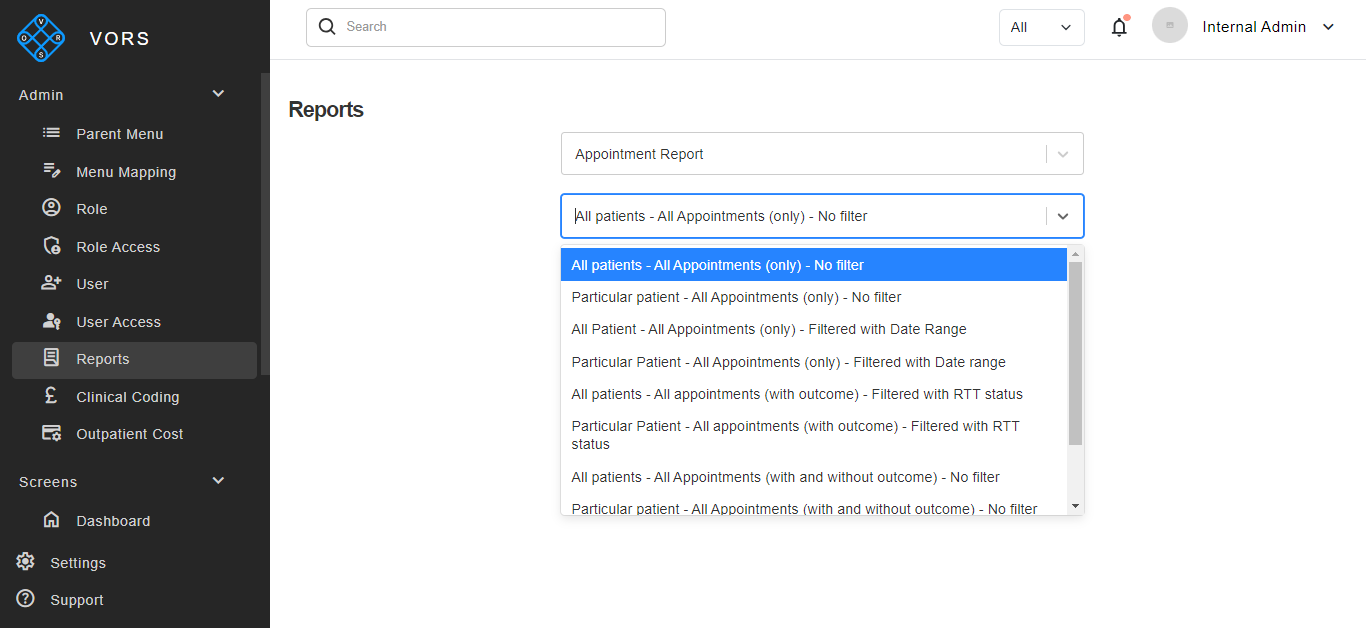 V
O
R
S
VORS
Search
All
Internal Admin
Admin
Parent Menu
Menu Mapping
Role
Role Access
User
User Access
Reports
Clinical Coding
Outpatient Cost
Screens
Dashboard
Settings
Support
Reports
Appointment Report
All patients - All Appointments (only) - No filter
All patients - All Appointments (only) - No filter
Particular patient - All Appointments (only) - No filter
All Patient - All Appointments (only) - Filtered with Date Range
Particular Patient - All Appointments (only) - Filtered with Date range
All patients - All appointments (with outcome) - Filtered with RTT status
Particular Patient - All appointments (with outcome) - Filtered with RTT
status
All patients - All Appointments (with and without outcome) - No filter
Particular patient - All Appointments (with and without outcome) - No filter